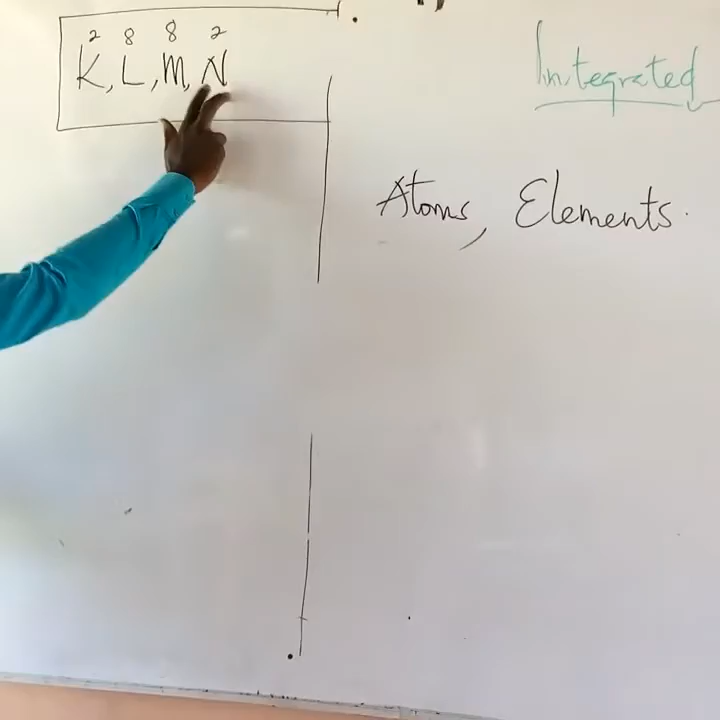 2 8 8 2
K, L, M, N
Integrated
Atoms, Elements.